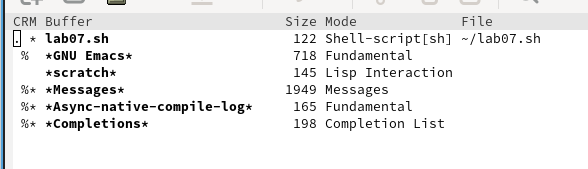 CRM Buffer Size Mode File
. * lab07.sh 122 Shell-script[sh] ~/lab07.sh
% *GNU Emacs* 718 Fundamental
*scratch* 145 Lisp Interaction
%* *Messages* 1949 Messages
%* *Async-native-compile-log* 165 Fundamental
%* *Completions* 198 Completion List